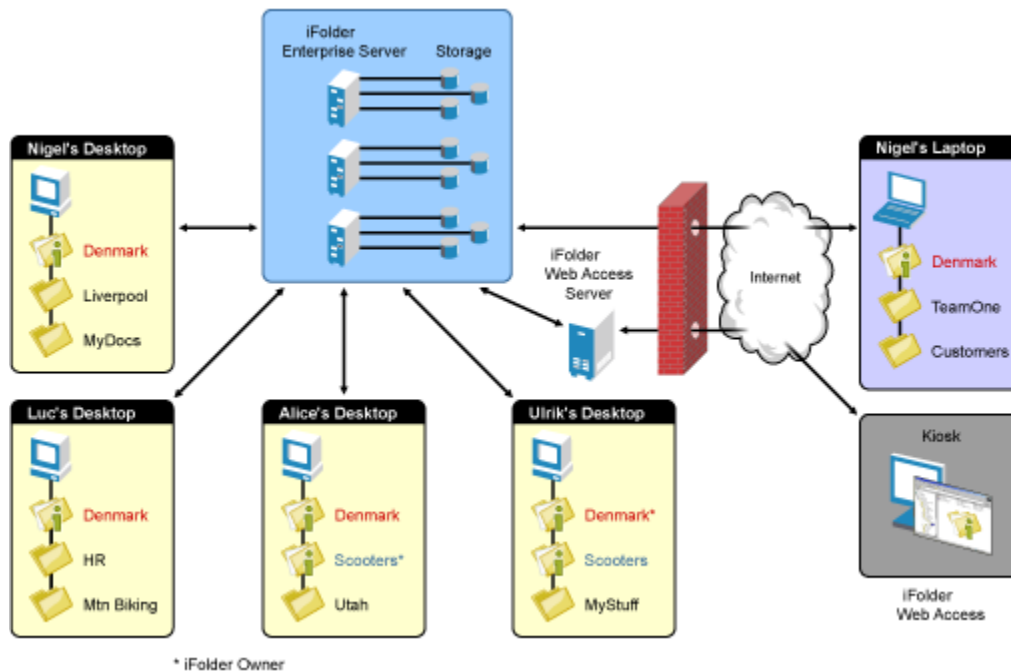 iFolder
Enterprise Server
Storage
Nigel's Desktop
Denmark
Liverpool
MyDocs
iFolder
Web Access
Server
Internet
Nigel's Laptop
Denmark
TeamOne
Customers
Luc's Desktop
Denmark
HR
Mtn Biking
Alice's Desktop
Denmark
Scooters*
Utah
Ulrik's Desktop
Denmark*
Scooters
MyStuff
Kiosk
iFolder
Web Access
* iFolder Owner